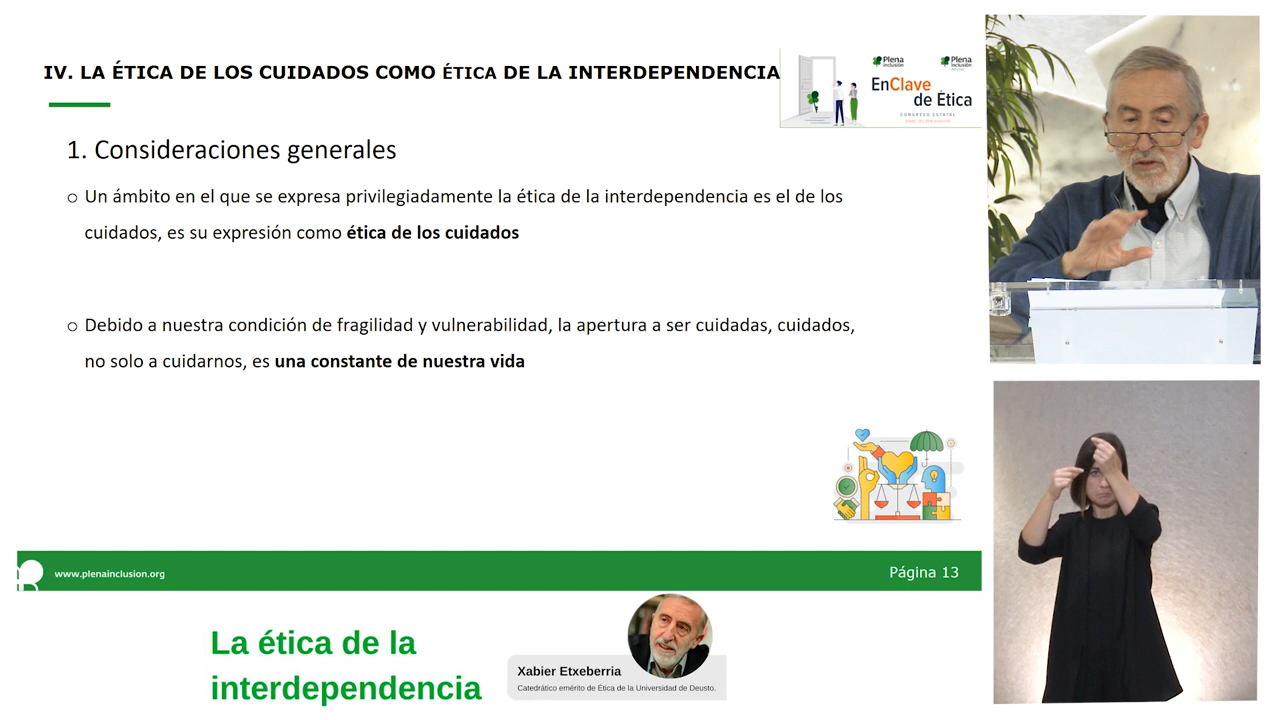 IV. LA ÉTICA DE LOS CUIDADOS COMO ÉTICA DE LA INTERDEPENDENCIA
Plena
inclusión
Plena
inclusión
EnClave
de Ética
CONGRESO ESTATAL
1. Consideraciones generales
○ Un ámbito en el que se expresa privilegiadamente la ética de la interdependencia es el de los
cuidados, es su expresión como ética de los cuidados
○ Debido a nuestra condición de fragilidad y vulnerabilidad, la apertura a ser cuidadas, cuidados,
no solo a cuidarnos, es una constante de nuestra vida
www.plenainclusion.org
Página 13
La ética de la
interdependencia
Xabier Etxeberria
Catedrático emérito de Ética de la Universidad de Deusto.